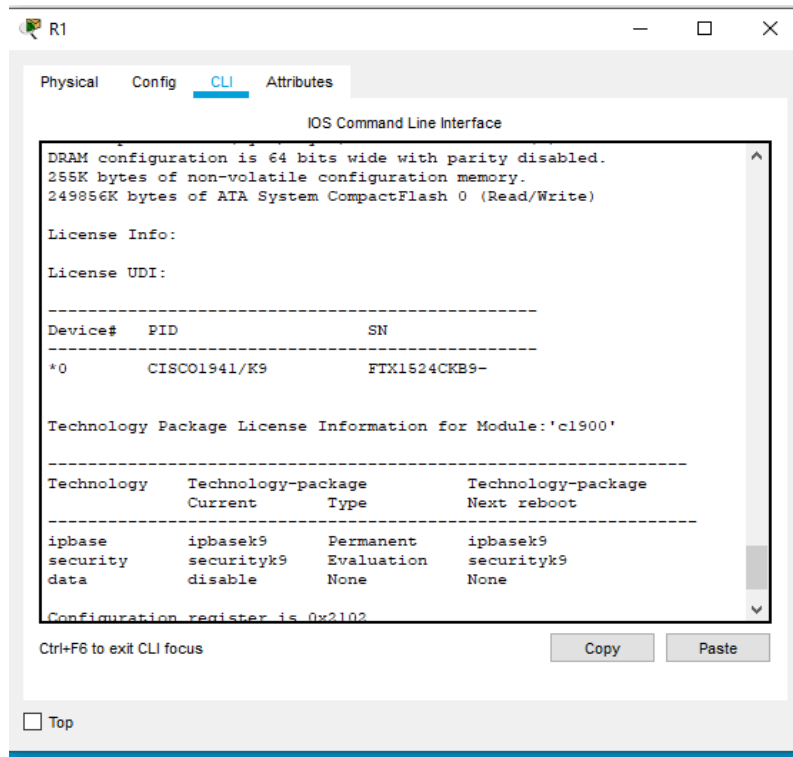 R1
Physical Config CLI Attributes
IOS Command Line Interface
DRAM configuration is 64 bits wide with parity disabled.
255K bytes of non-volatile configuration memory.
249856K bytes of ATA System CompactFlash 0 (Read/Write)
License Info:
License UDI:
-------------------------------------------------
Device# PID SN
-------------------------------------------------
*0 CISCO1941/K9 FTX1524CKB9-
Technology Package License Information for Module:'c1900'
----------------------------------------------------------------
Technology Technology-package Technology-package
Current Type Next reboot
-----------------------------------------------------------------
ipbase ipbasek9 Permanent ipbasek9
security securityk9 Evaluation securityk9
data disable None None
Configuration register is 0x2102
Ctrl+F6 to exit CLI focus
Copy Paste
Top